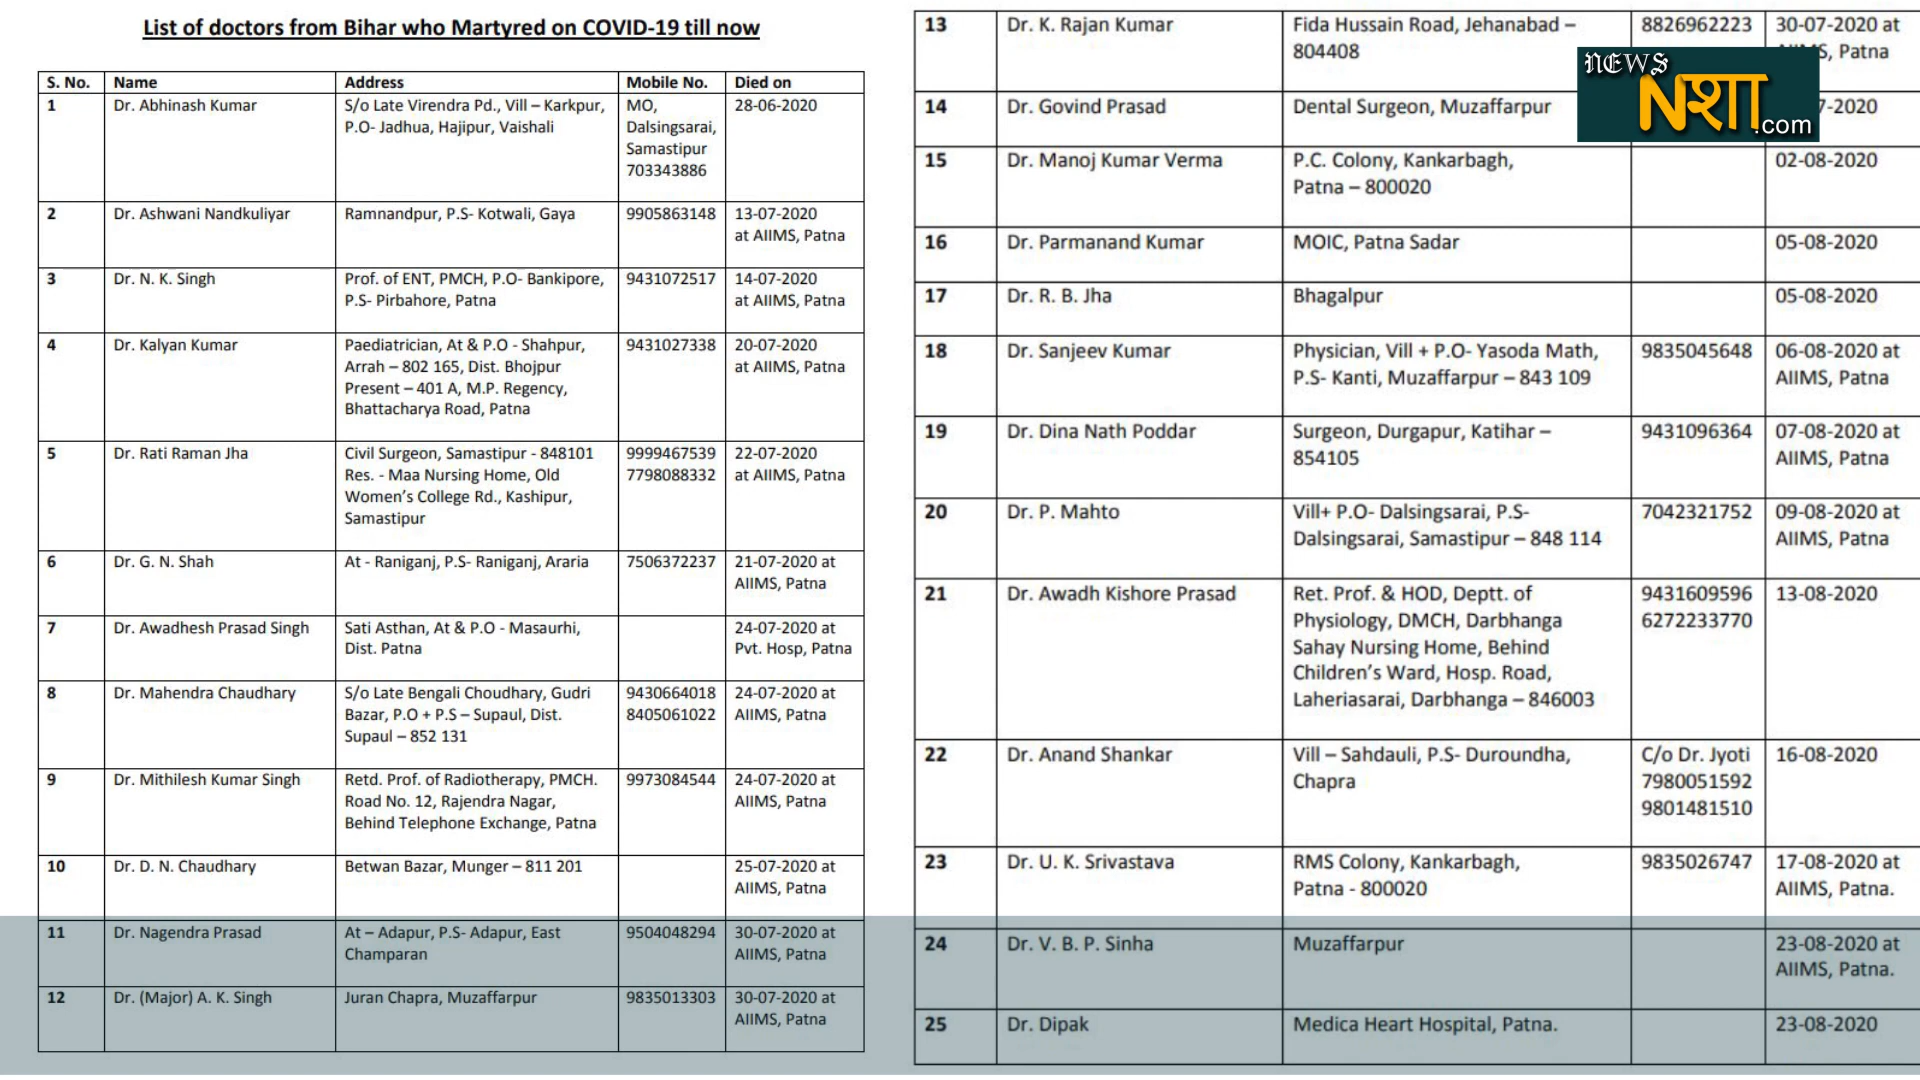 List of doctors from Bihar who Martyred on COVID-19 till now
S. No. Name Address Mobile No. Died on
1 Dr. Abhinash Kumar S/o Late Virendra Pd., Vill – Karkpur, MO, 28-06-2020
P.O- Jadhua, Hajipur, Vaishali Dalsingsarai,
Samastipur
703343886
2 Dr. Ashwani Nandkuliyar Ramnandpur, P.S- Kotwali, Gaya 9905863148 13-07-2020
at AIIMS, Patna
3 Dr. N. K. Singh Prof. of ENT, PMCH, P.O- Bankipore, 9431072517 14-07-2020
P.S- Pirbahore, Patna at AIIMS, Patna
4 Dr. Kalyan Kumar Paediatrician, At & P.O - Shahpur, 9431027338 20-07-2020
Arrah – 802 165, Dist. Bhojpur at AIIMS, Patna
Present – 401 A, M.P. Regency,
Bhattacharya Road, Patna
5 Dr. Rati Raman Jha Civil Surgeon, Samastipur - 848101 9999467539 22-07-2020
Res. - Maa Nursing Home, Old 7798088332 at AIIMS, Patna
Women's College Rd., Kashipur,
Samastipur
6 Dr. G. N. Shah At - Raniganj, P.S- Raniganj, Araria 7506372237 21-07-2020 at
AIIMS, Patna
7 Dr. Awadhesh Prasad Singh Sati Asthan, At & P.O - Masaurhi, 24-07-2020 at
Dist. Patna Pvt. Hosp, Patna
8 Dr. Mahendra Chaudhary S/o Late Bengali Choudhary, Gudri 9430664018 24-07-2020 at
Bazar, P.O + P.S – Supaul, Dist. 8405061022 AIIMS, Patna
Supaul – 852 131
9 Dr. Mithilesh Kumar Singh Retd. Prof. of Radiotherapy, PMCH. 9973084544 24-07-2020 at
Road No. 12, Rajendra Nagar, AIIMS, Patna
Behind Telephone Exchange, Patna
10 Dr. D. N. Chaudhary Betwan Bazar, Munger – 811 201 25-07-2020 at
AIIMS, Patna
11 Dr. Nagendra Prasad At – Adapur, P.S- Adapur, East 9504048294 30-07-2020 at
Champaran AIIMS, Patna
12 Dr. (Major) A. K. Singh Juran Chapra, Muzaffarpur 9835013303 30-07-2020 at
AIIMS, Patna
13 Dr. K. Rajan Kumar Fida Hussain Road, Jehanabad – 8826962223 30-07-2020 at
804408 Patna
NEWS
Nशा
.com
14 Dr. Govind Prasad Dental Surgeon, Muzaffarpur -2020
15 Dr. Manoj Kumar Verma P.C. Colony, Kankarbagh, 02-08-2020
Patna – 800020
16 Dr. Parmanand Kumar MOIC, Patna Sadar 05-08-2020
17 Dr. R. B. Jha Bhagalpur 05-08-2020
18 Dr. Sanjeev Kumar Physician, Vill + P.O- Yasoda Math, 9835045648 06-08-2020 at
P.S- Kanti, Muzaffarpur – 843 109 AIIMS, Patna
19 Dr. Dina Nath Poddar Surgeon, Durgapur, Katihar – 9431096364 07-08-2020 at
854105 AIIMS, Patna
20 Dr. P. Mahto Vill+ P.O- Dalsingsarai, P.S- 7042321752 09-08-2020 at
Dalsingsarai, Samastipur – 848 114 AIIMS, Patna
21 Dr. Awadh Kishore Prasad Ret. Prof. & HOD, Deptt. of 9431609596 13-08-2020
Physiology, DMCH, Darbhanga 6272233770
Sahay Nursing Home, Behind
Children's Ward, Hosp. Road,
Laheriasarai, Darbhanga – 846003
22 Dr. Anand Shankar Vill – Sahdauli, P.S- Duroundha, C/o Dr. Jyoti 16-08-2020
Chapra 7980051592
9801481510
23 Dr. U. K. Srivastava RMS Colony, Kankarbagh, 9835026747 17-08-2020 at
Patna - 800020 AIIMS, Patna.
24 Dr. V. B. P. Sinha Muzaffarpur 23-08-2020 at
AIIMS, Patna.
25 Dr. Dipak Medica Heart Hospital, Patna. 23-08-2020